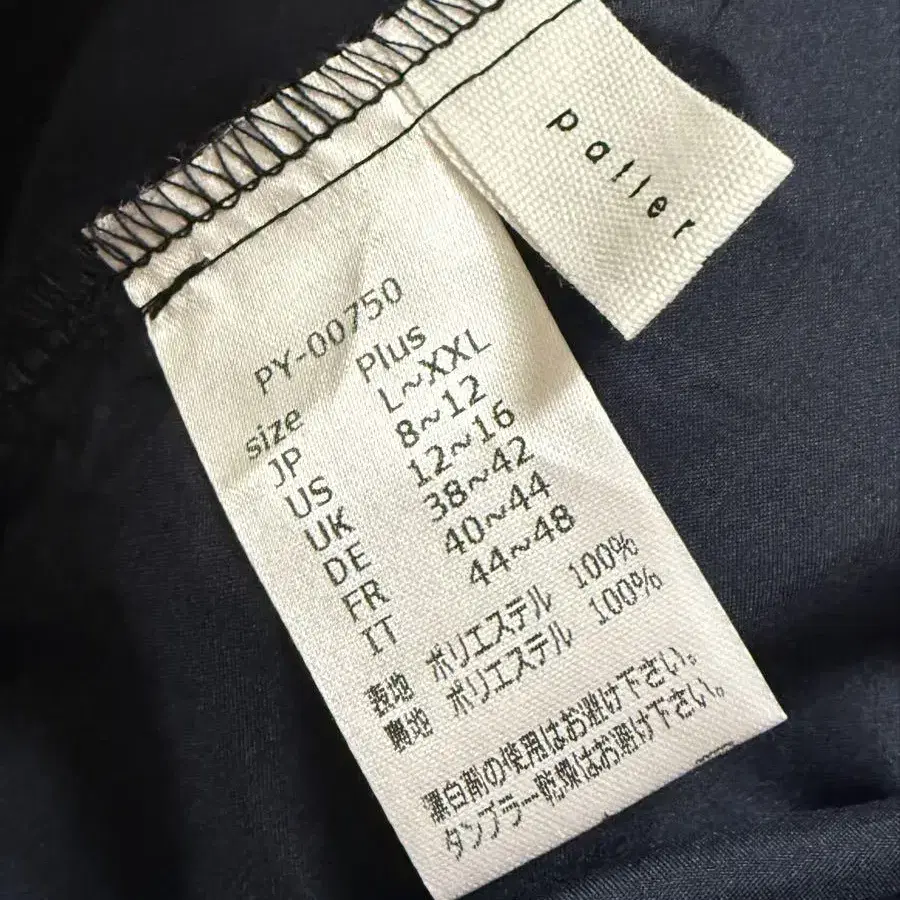 PY-00750
size Plus
JP L~XXL
US 8~12
UK 12~16
DE 38~42
FR 40~44
IT 44~48
表地 ポリエステル 100%
裏地 ポリエステル 100%
漂白剤の使用はお避け下さい。
タンブラー乾燥はお避け下さい。